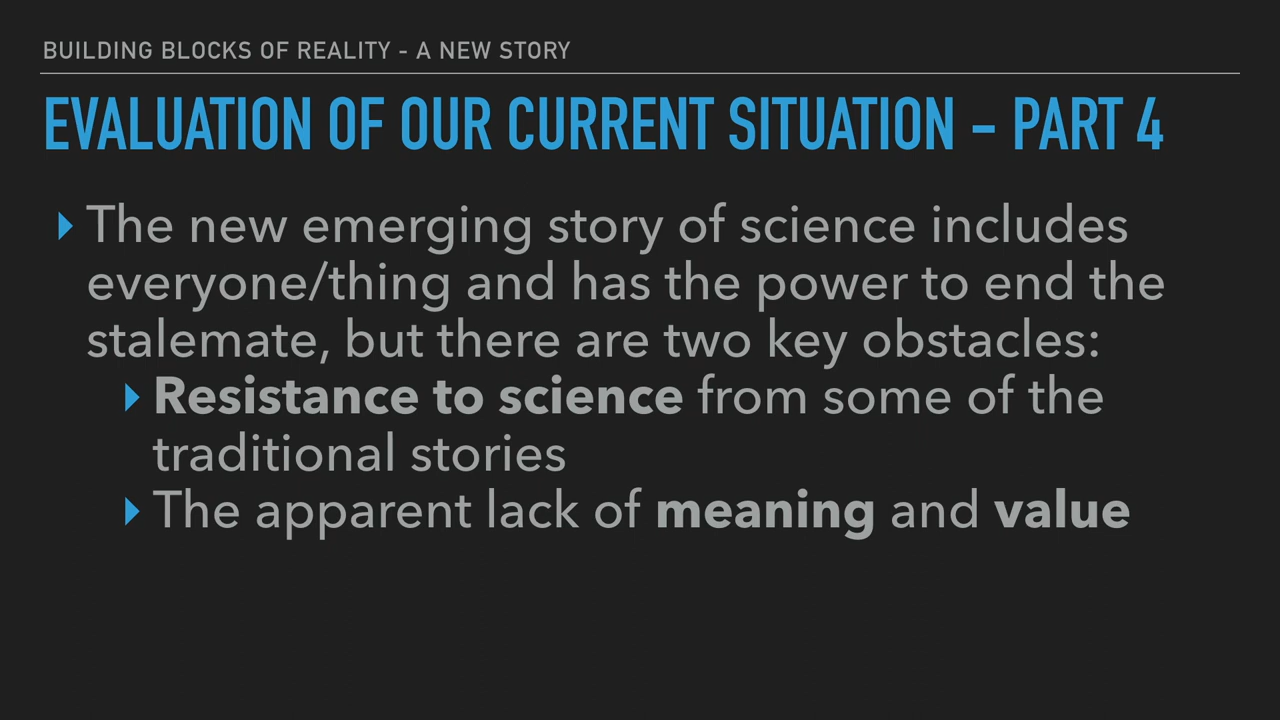 BUILDING BLOCKS OF REALITY - A NEW STORY
EVALUATION OF OUR CURRENT SITUATION - PART 4
The new emerging story of science includes
everyone/thing and has the power to end the
stalemate, but there are two key obstacles:
Resistance to science from some of the
traditional stories
The apparent lack of meaning and value